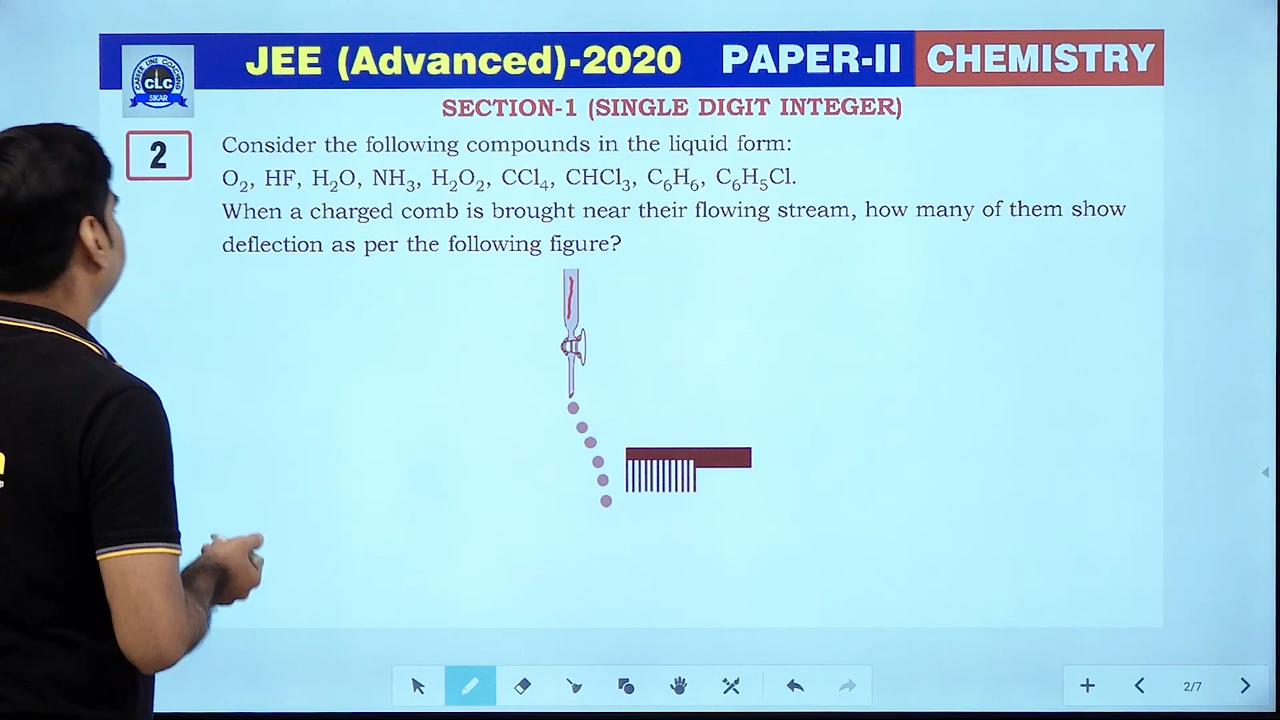 JEE (Advanced)-2020 PAPER-II CHEMISTRY
CLC
SIKAR
SECTION-1 (SINGLE DIGIT INTEGER)
2
Consider the following compounds in the liquid form:
O₂, HF, H₂O, NH₃, H₂O₂, CCl₄, CHCl₃, C₆H₆, C₆H₅Cl.
When a charged comb is brought near their flowing stream, how many of them show
deflection as per the following figure?
2/7